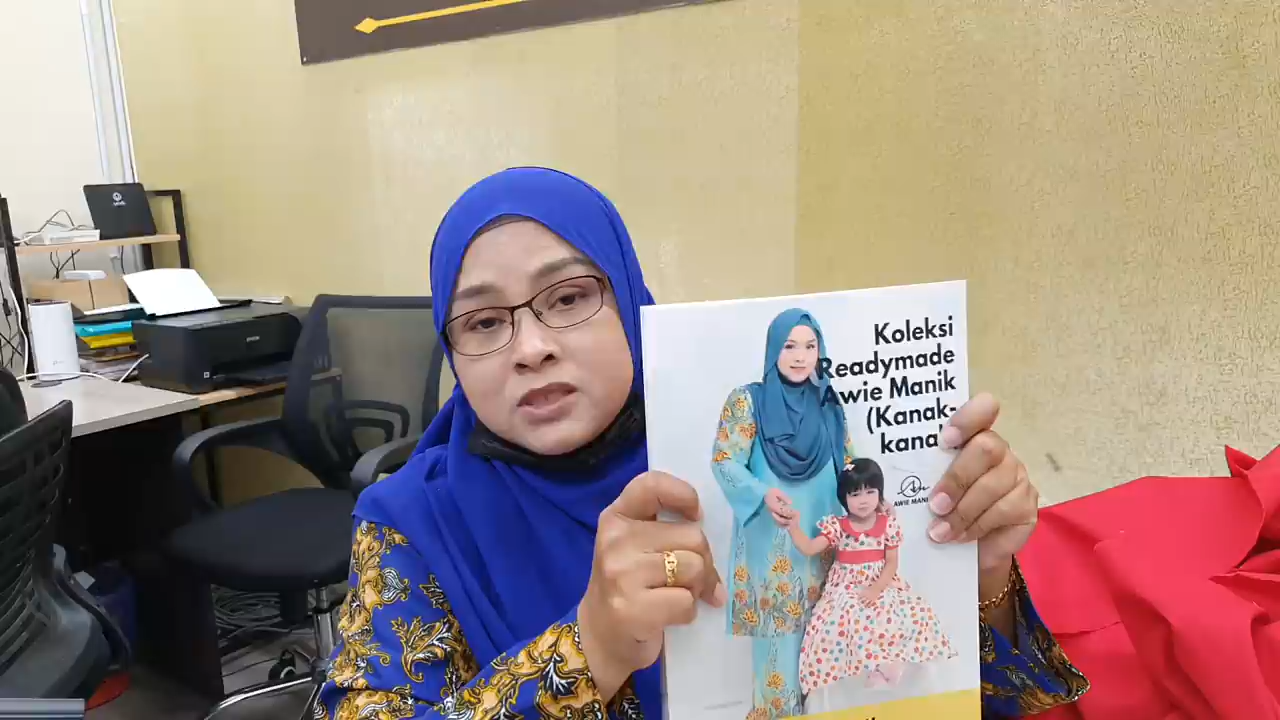 Koleksi
Readymade
Awie Manik
(Kanak-
AWIE MANIK